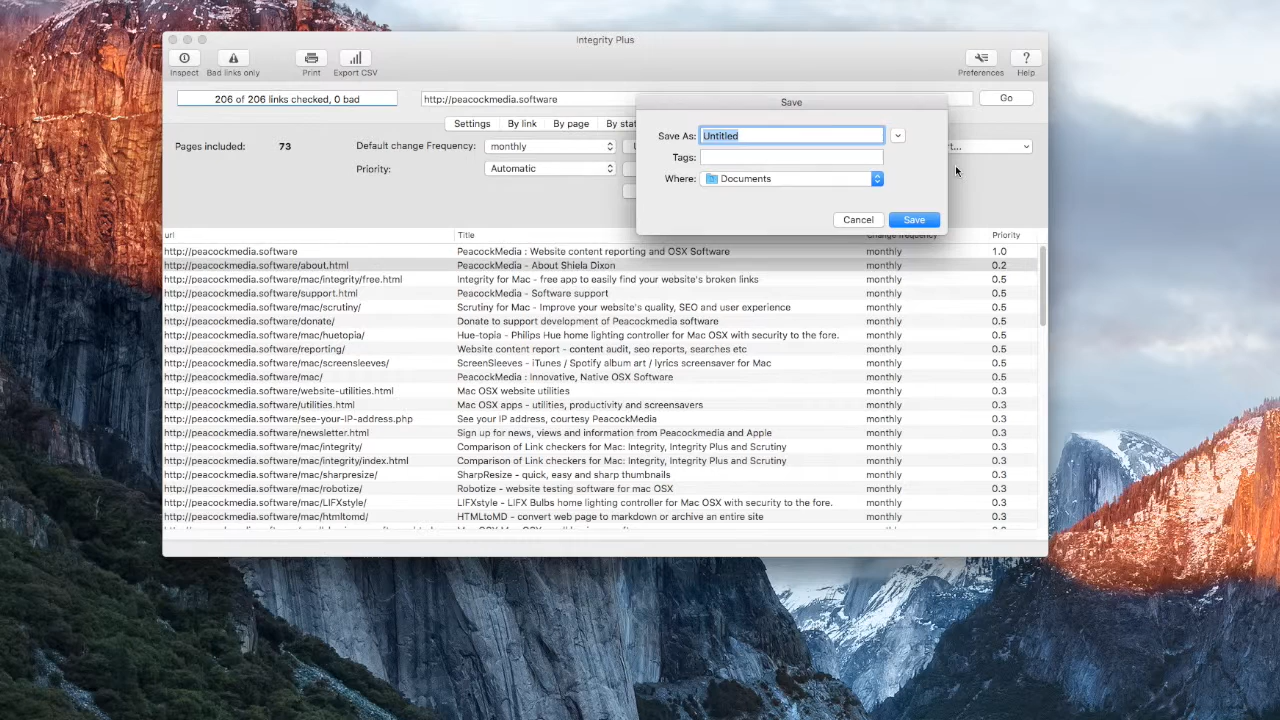 Integrity Plus
Inspect Bad links only Print Export CSV Preferences Help
206 of 206 links checked, 0 bad http://peacockmedia.software Go
Settings By link By page By stat
Pages included: 73 Default change Frequency: monthly
Priority: Automatic
Save
Save As: Untitled
Tags:
Where: Documents
Cancel Save
url Title Change frequency Priority
http://peacockmedia.software PeacockMedia : Website content reporting and OSX Software monthly 1.0
http://peacockmedia.software/about.html PeacockMedia - About Shiela Dixon monthly 0.2
http://peacockmedia.software/mac/integrity/free.html Integrity for Mac - free app to easily find your website's broken links monthly 0.5
http://peacockmedia.software/support.html PeacockMedia - Software support monthly 0.5
http://peacockmedia.software/mac/scrutiny/ Scrutiny for Mac - Improve your website's quality, SEO and user experience monthly 0.5
http://peacockmedia.software/donate/ Donate to support development of Peacockmedia software monthly 0.5
http://peacockmedia.software/mac/huetopia/ Hue-topia - Philips Hue home lighting controller for Mac OSX with security to the fore. monthly 0.5
http://peacockmedia.software/reporting/ Website content report - content audit, seo reports, searches etc monthly 0.5
http://peacockmedia.software/mac/screensleeves/ ScreenSleeves - iTunes / Spotify album art / lyrics screensaver for Mac monthly 0.5
http://peacockmedia.software/mac/ PeacockMedia : Innovative, Native OSX Software monthly 0.5
http://peacockmedia.software/website-utilities.html Mac OSX website utilities monthly 0.3
http://peacockmedia.software/utilities.html Mac OSX apps - utilities, productivity and screensavers monthly 0.3
http://peacockmedia.software/see-your-IP-address.php See your IP address, courtesy PeacockMedia monthly 0.3
http://peacockmedia.software/newsletter.html Sign up for news, views and information from Peacockmedia and Apple monthly 0.3
http://peacockmedia.software/mac/integrity/ Comparison of Link checkers for Mac: Integrity, Integrity Plus and Scrutiny monthly 0.3
http://peacockmedia.software/mac/integrity/index.html Comparison of Link checkers for Mac: Integrity, Integrity Plus and Scrutiny monthly 0.3
http://peacockmedia.software/mac/sharpresize/ SharpResize - quick, easy and sharp thumbnails monthly 0.3
http://peacockmedia.software/mac/robotize/ Robotize - website testing software for mac OSX monthly 0.3
http://peacockmedia.software/mac/LIFXstyle/ LIFXstyle - LIFX Bulbs home lighting controller for Mac OSX with security to the fore. monthly 0.3
http://peacockmedia.software/mac/htmltomd/ HTMLtoMD - convert web page to markdown or archive an entire site monthly 0.3